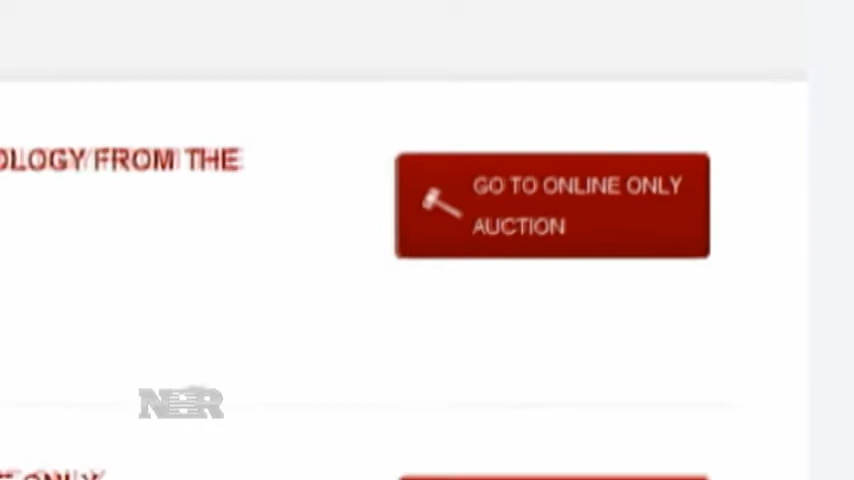 OLOGY FROM THE
GO TO ONLINE ONLY
AUCTION
NBR